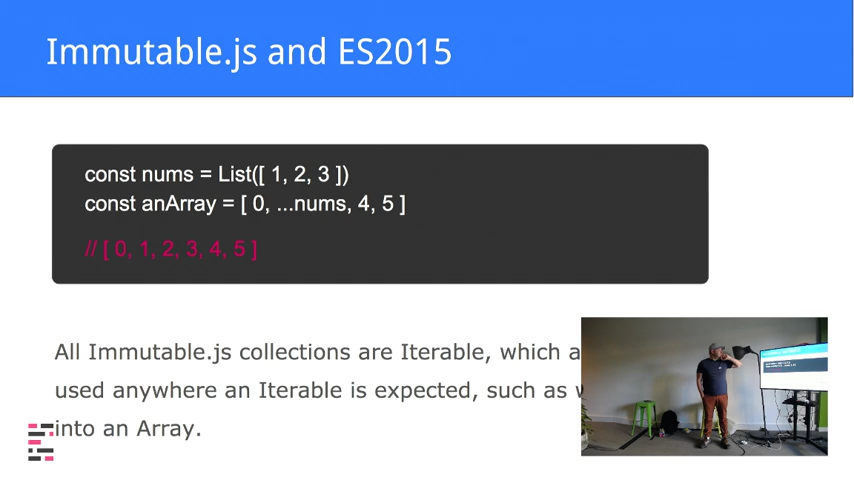 Immutable.js and ES2015
const nums = List([ 1, 2, 3 ])
const anArray = [ 0, ...nums, 4, 5 ]
// [ 0, 1, 2, 3, 4, 5 ]
All Immutable.js collections are Iterable, which a
used anywhere an Iterable is expected, such as
into an Array.